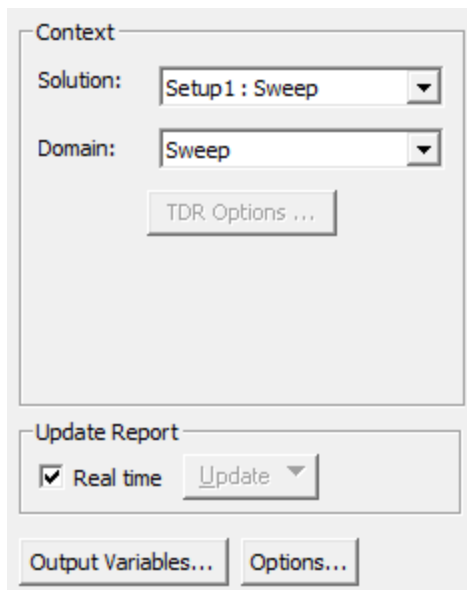 Context
Solution: Setup1 : Sweep
Domain: Sweep
TDR Options ...
Update Report
Real time Update
Output Variables... Options...